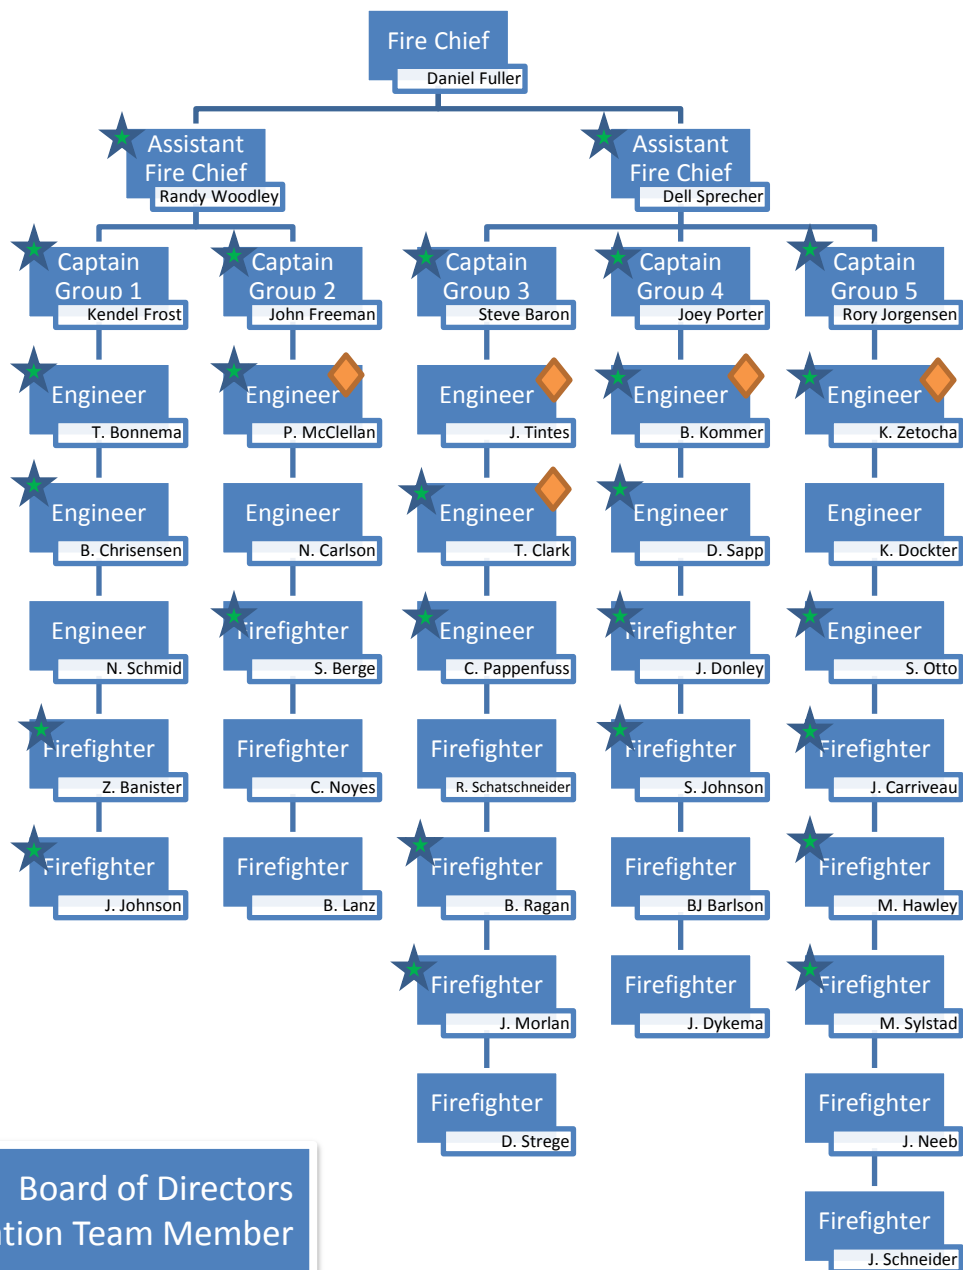 Fire Chief
Daniel Fuller
Assistant
Fire Chief
Randy Woodley
Assistant
Fire Chief
Dell Sprecher
Captain
Group 1
Kendel Frost
Captain
Group 2
John Freeman
Captain
Group 3
Steve Baron
Captain
Group 4
Joey Porter
Captain
Group 5
Rory Jorgensen
Engineer
T. Bonnema
Engineer
P. McClellan
Engineer
J. Tintes
Engineer
B. Kommer
Engineer
K. Zetocha
Engineer
B. Chrisensen
Engineer
N. Carlson
Engineer
T. Clark
Engineer
D. Sapp
Engineer
K. Dockter
Engineer
N. Schmid
Firefighter
S. Berge
Engineer
C. Pappenfuss
Firefighter
J. Donley
Engineer
S. Otto
Firefighter
Z. Banister
Firefighter
C. Noyes
Firefighter
R. Schatschneider
Firefighter
S. Johnson
Firefighter
J. Carriveau
Firefighter
J. Johnson
Firefighter
B. Lanz
Firefighter
B. Ragan
Firefighter
BJ Barlson
Firefighter
M. Hawley
Firefighter
J. Morlan
Firefighter
J. Dykema
Firefighter
M. Sylstad
Firefighter
D. Strege
Firefighter
J. Neeb
Firefighter
J. Schneider
Board of Directors
Team Member